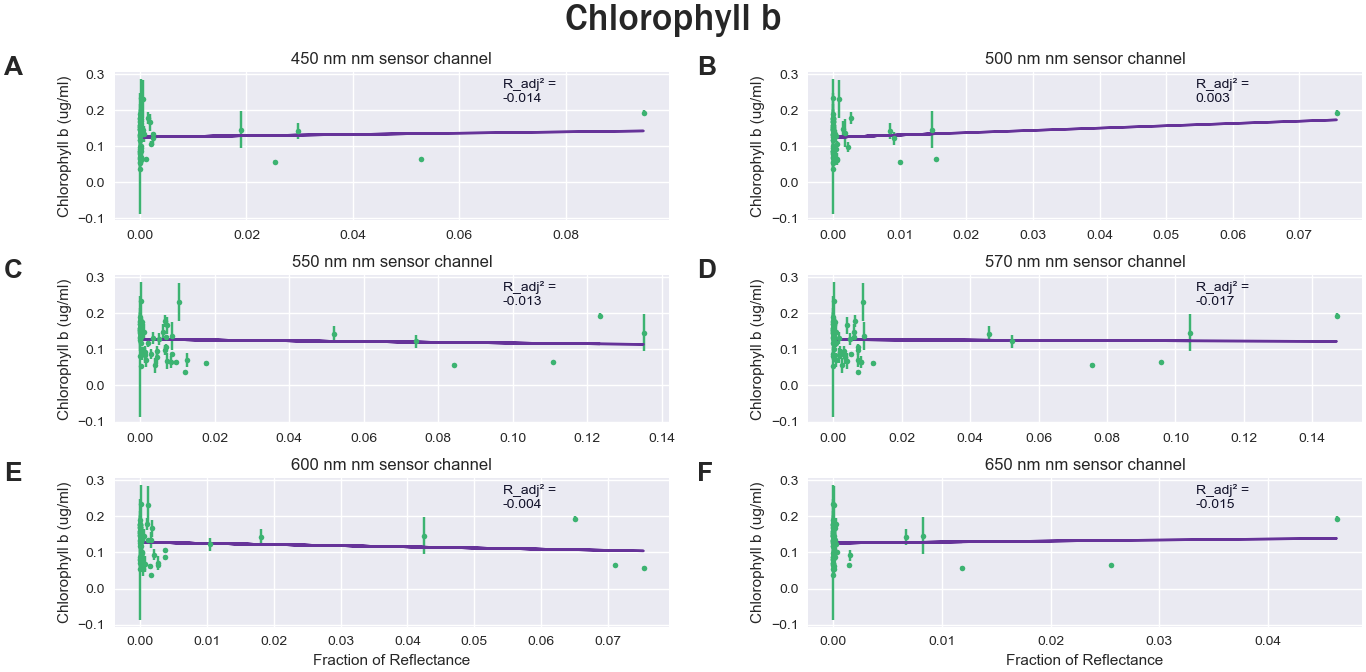 Chlorophyll b
A
450 nm nm sensor channel
Chlorophyll b (ug/ml)
0.3
0.2
0.1
0.0
−0.1
R_adj² =
-0.014
0.00 0.02 0.04 0.06 0.08
B
500 nm nm sensor channel
Chlorophyll b (ug/ml)
0.3
0.2
0.1
0.0
−0.1
R_adj² =
0.003
0.00 0.01 0.02 0.03 0.04 0.05 0.06 0.07
C
550 nm nm sensor channel
Chlorophyll b (ug/ml)
0.3
0.2
0.1
0.0
−0.1
R_adj² =
-0.013
0.00 0.02 0.04 0.06 0.08 0.10 0.12 0.14
D
570 nm nm sensor channel
Chlorophyll b (ug/ml)
0.3
0.2
0.1
0.0
−0.1
R_adj² =
-0.017
0.00 0.02 0.04 0.06 0.08 0.10 0.12 0.14
E
600 nm nm sensor channel
Chlorophyll b (ug/ml)
0.3
0.2
0.1
0.0
−0.1
R_adj² =
-0.004
0.00 0.01 0.02 0.03 0.04 0.05 0.06 0.07
Fraction of Reflectance
F
650 nm nm sensor channel
Chlorophyll b (ug/ml)
0.3
0.2
0.1
0.0
−0.1
R_adj² =
-0.015
0.00 0.01 0.02 0.03 0.04
Fraction of Reflectance